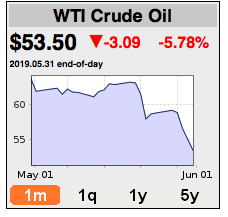 WTI Crude Oil
$53.50 ▼-3.09 -5.78%
2019.05.31 end-of-day
60
55
May 01 Jun 01
1m 1q 1y 5y